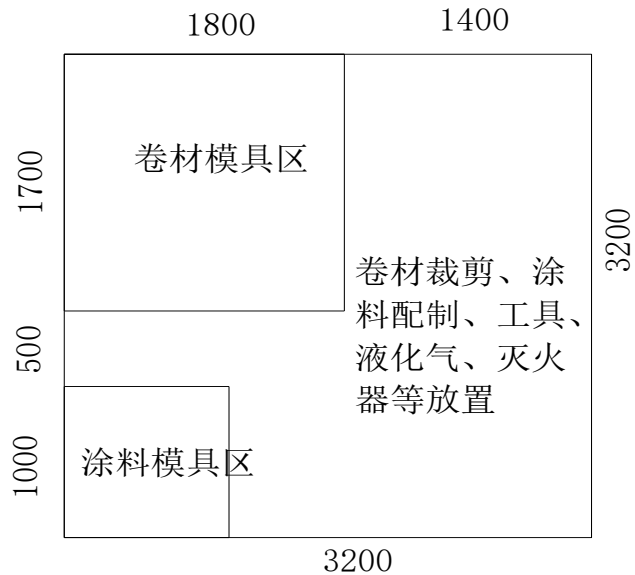 1800
1400
1700
卷材模具区
3200
卷材裁剪、涂
料配制、工具、
液化气、灭火
器等放置
500
1000
涂料模具区
3200